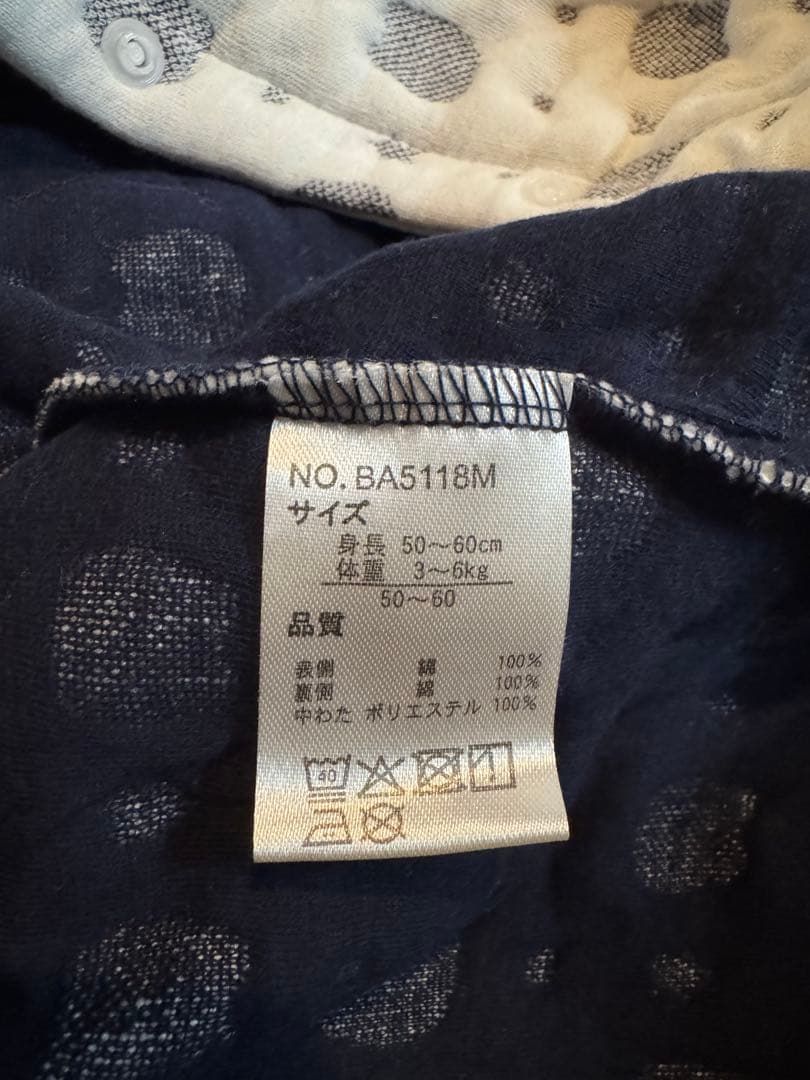 NO. BA5118M
サイズ
身長 50～60cm
体重 3～6kg
50～60
品質
表側 綿 100%
裏側 綿 100%
中わた ポリエステル 100%
40